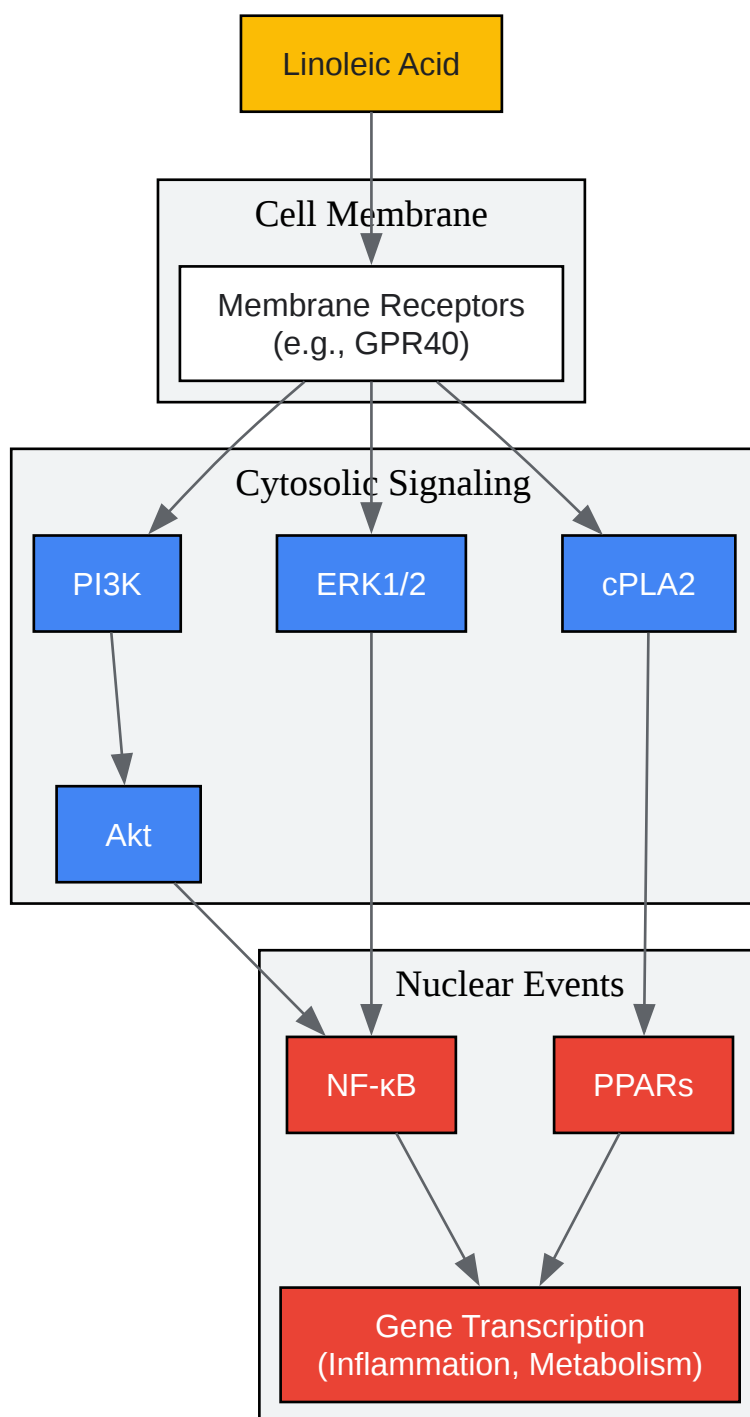 Linoleic Acid
Cell Membrane
Membrane Receptors
(e.g., GPR40)
Cytosolic Signaling
PI3K
ERK1/2
cPLA2
Akt
Nuclear Events
NF-κB
PPARs
Gene Transcription
(Inflammation, Metabolism)